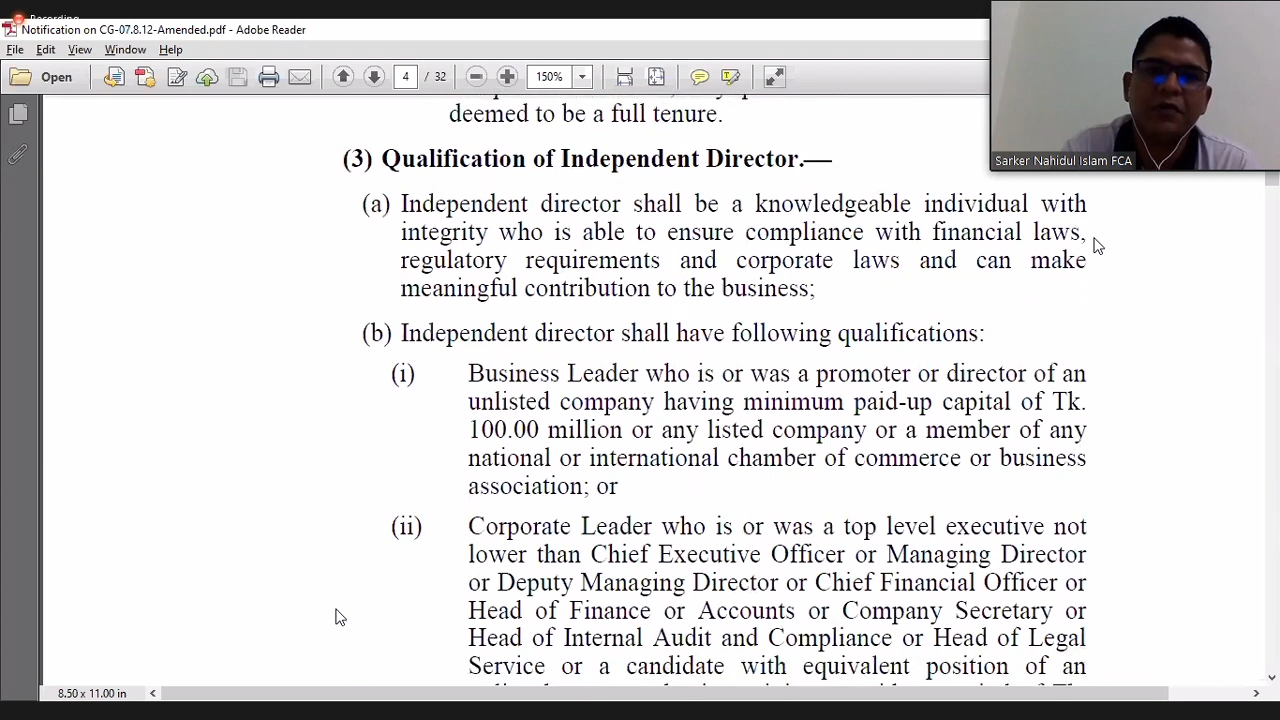 Recording
Notification on CG-07.8.12-Amended.pdf - Adobe Reader
File Edit View Window Help
Open 4 / 32 150%
deemed to be a full tenure.
(3) Qualification of Independent Director.—
Sarker Nahidul Islam FCA
(a) Independent director shall be a knowledgeable individual with
integrity who is able to ensure compliance with financial laws,
regulatory requirements and corporate laws and can make
meaningful contribution to the business;
(b) Independent director shall have following qualifications:
(i) Business Leader who is or was a promoter or director of an
unlisted company having minimum paid-up capital of Tk.
100.00 million or any listed company or a member of any
national or international chamber of commerce or business
association; or
(ii) Corporate Leader who is or was a top level executive not
lower than Chief Executive Officer or Managing Director
or Deputy Managing Director or Chief Financial Officer or
Head of Finance or Accounts or Company Secretary or
Head of Internal Audit and Compliance or Head of Legal
Service or a candidate with equivalent position of an
8.50 x 11.00 in